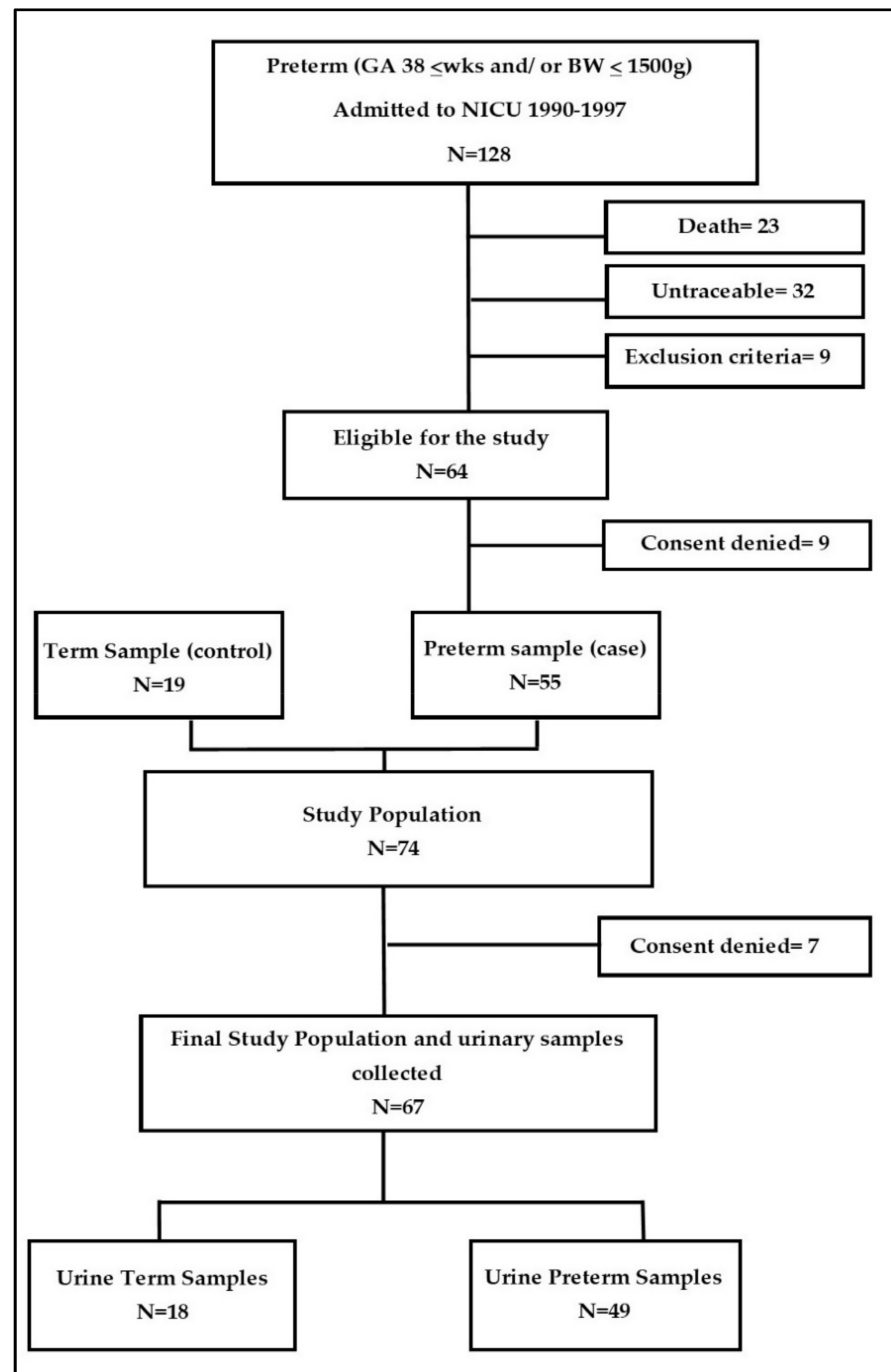 Preterm (GA 38 ≤wks and/ or BW ≤ 1500g)
Admitted to NICU 1990-1997
N=128
Death= 23
Untraceable= 32
Exclusion criteria= 9
Eligible for the study
N=64
Consent denied= 9
Term Sample (control)
N=19
Preterm sample (case)
N=55
Study Population
N=74
Consent denied= 7
Final Study Population and urinary samples
collected
N=67
Urine Term Samples
N=18
Urine Preterm Samples
N=49